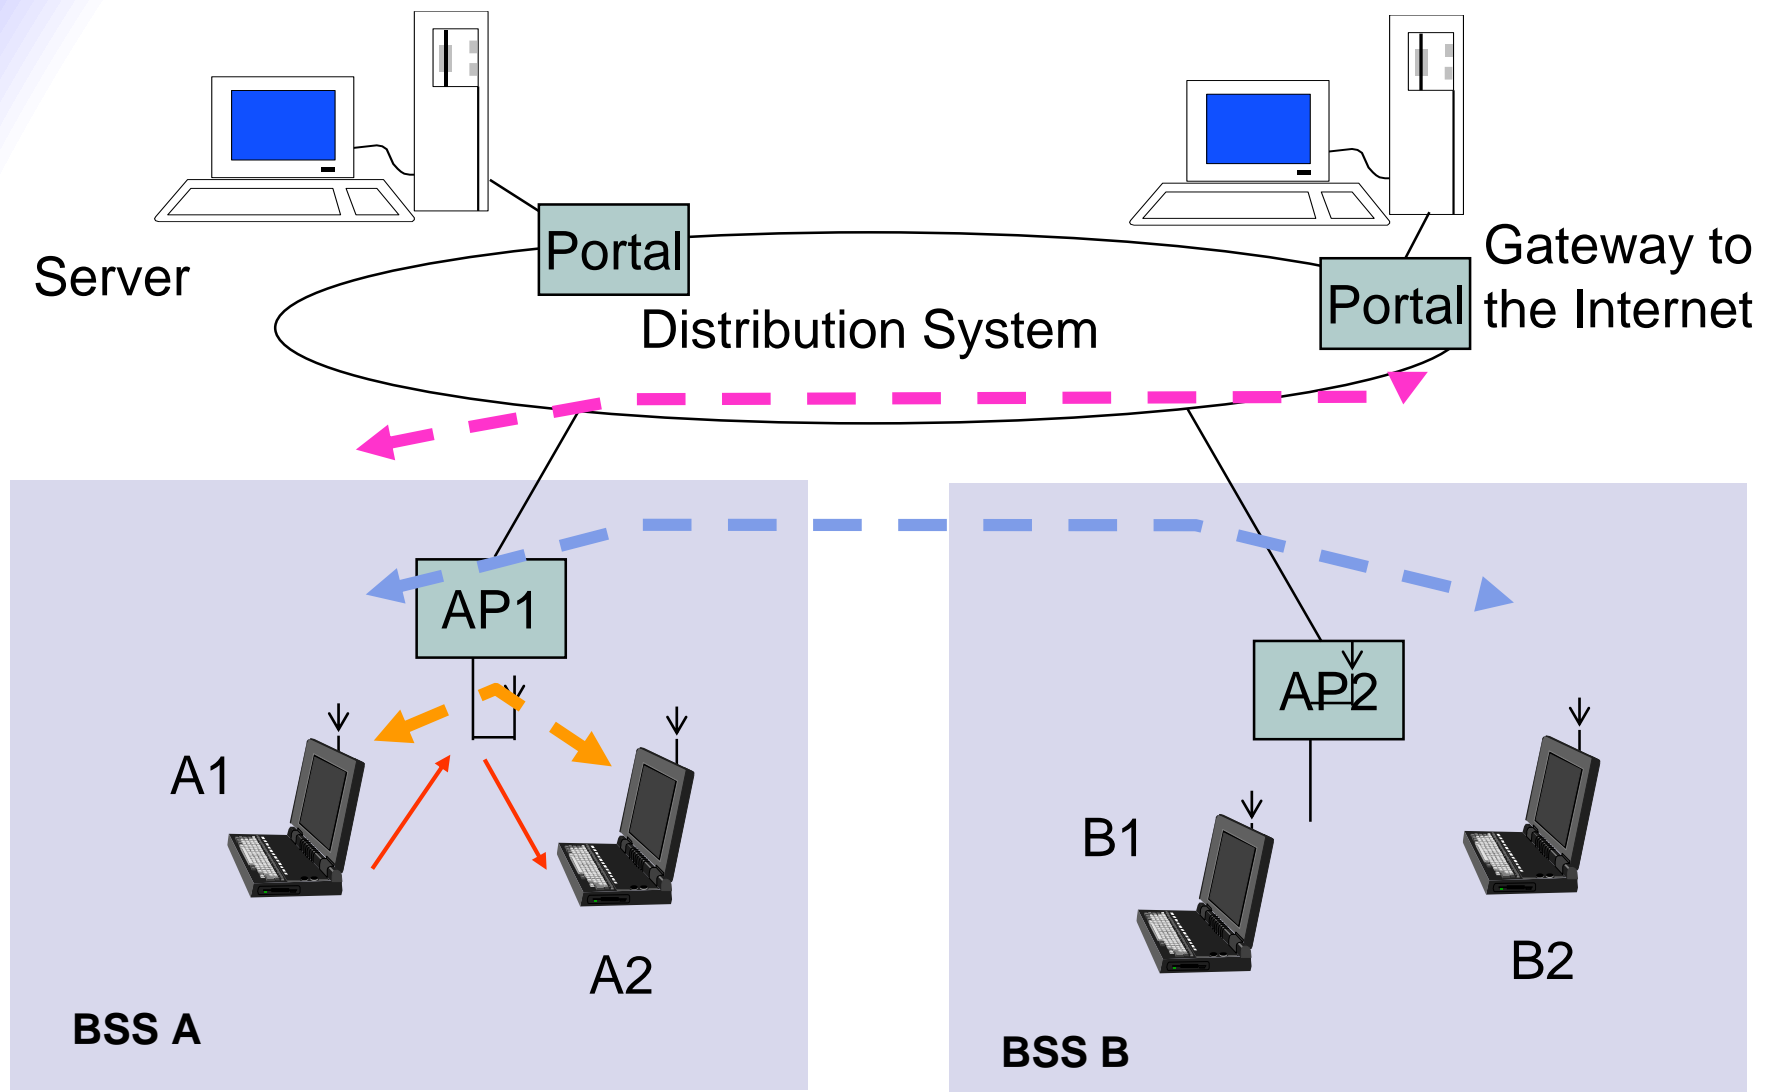 Server
Portal
Gateway to
the Internet
Portal
Distribution System
AP1
AP2
A1
A2
B1
B2
BSS A
BSS B